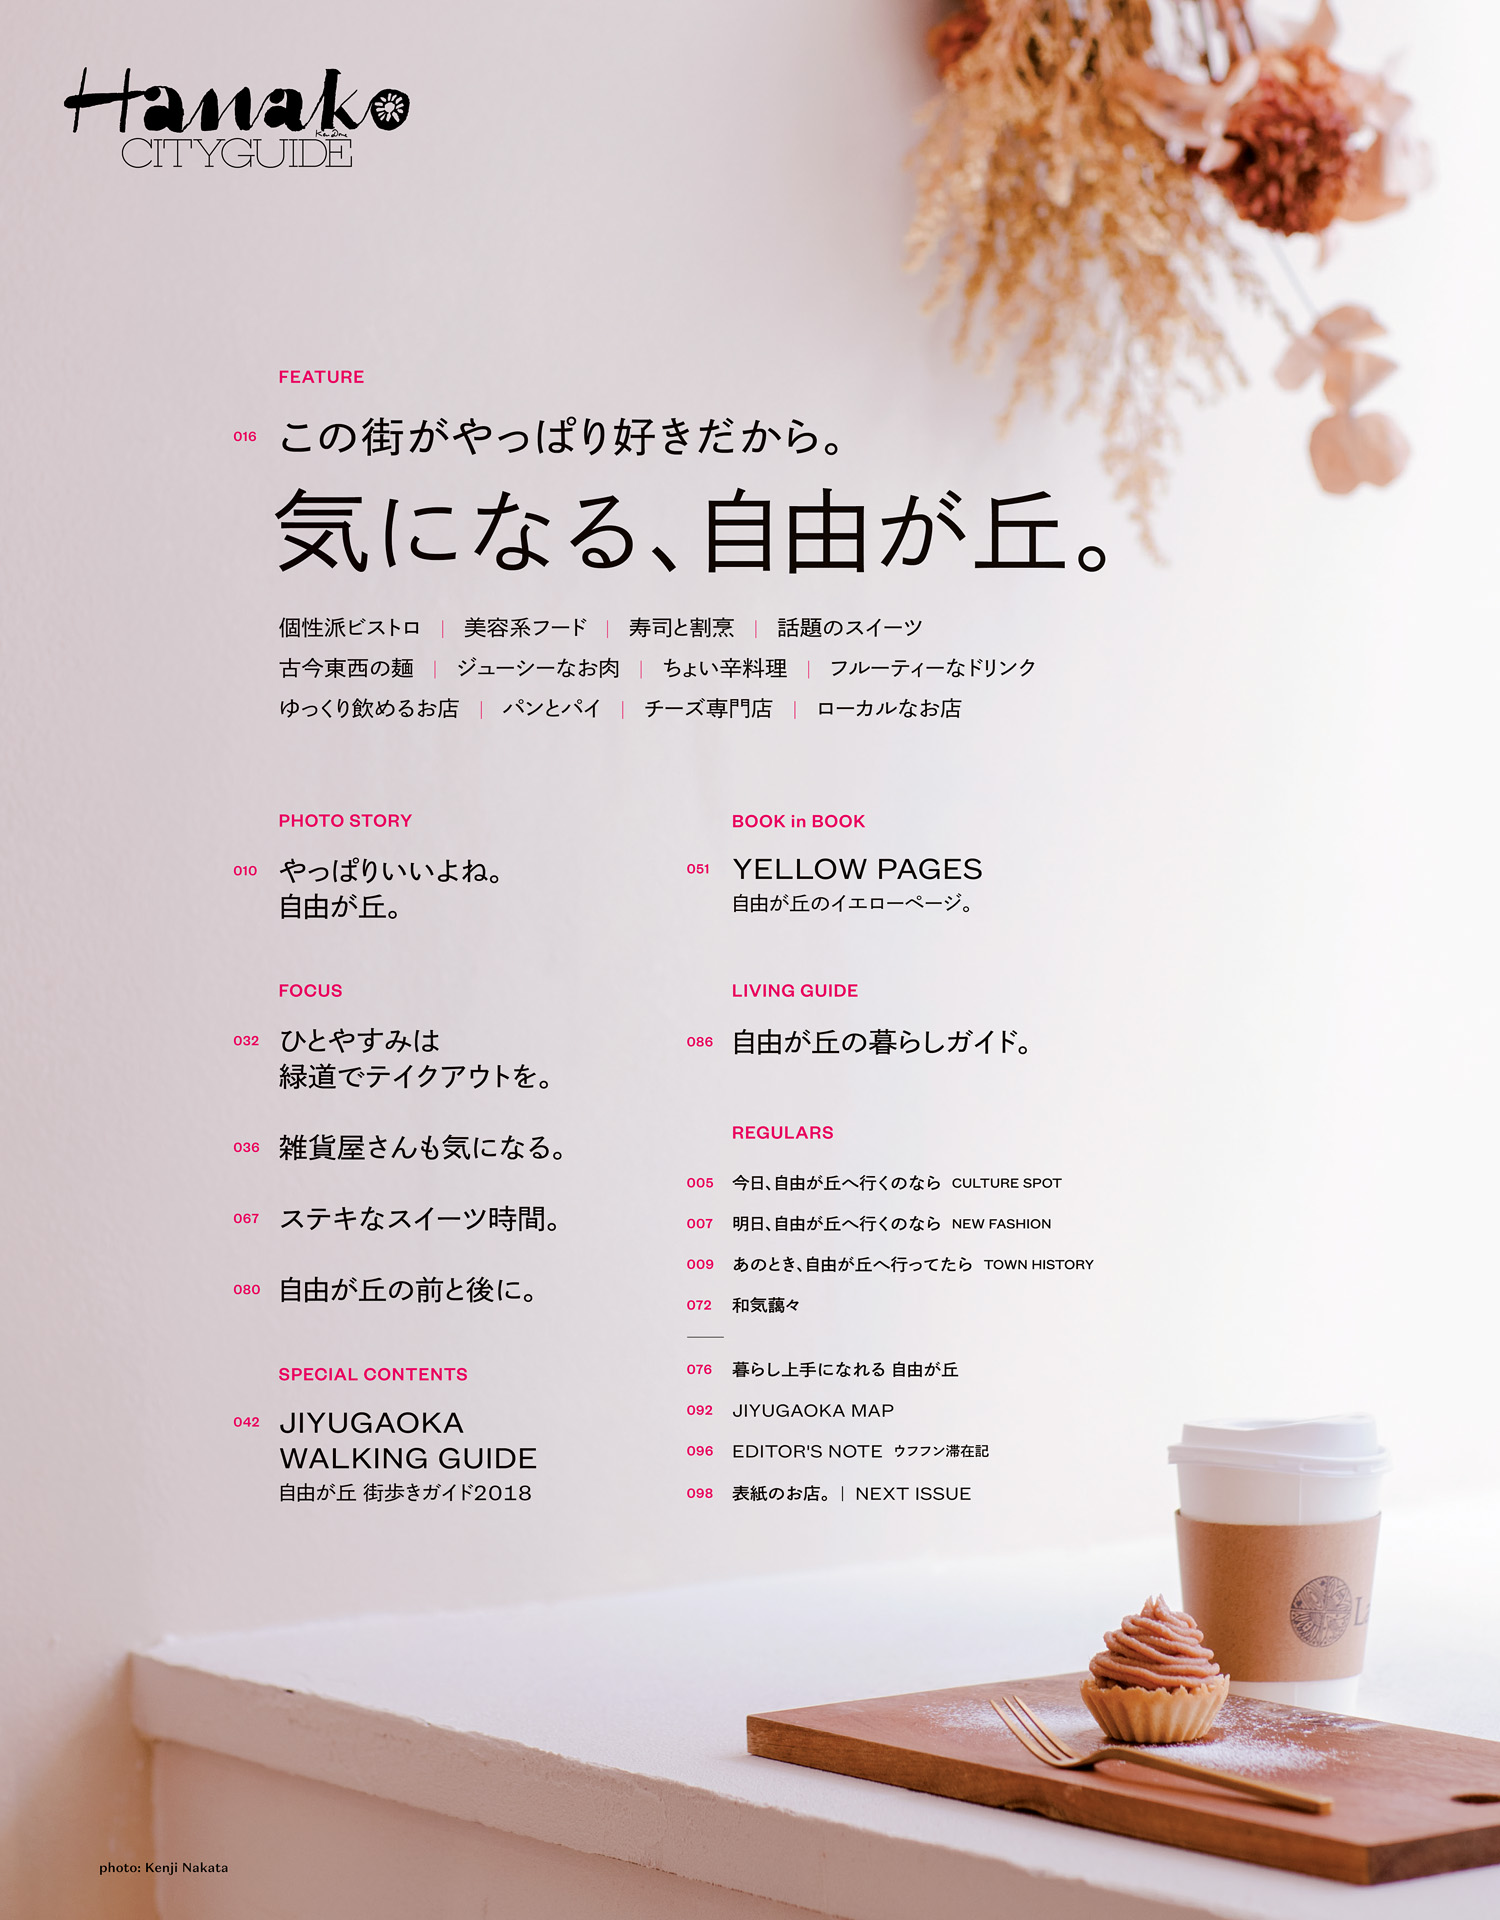 Hanako
CITYGUIDE
FEATURE
016 この街がやっぱり好きだから。
気になる、自由が丘。
個性派ビストロ | 美容系フード | 寿司と割烹 | 話題のスイーツ
古今東西の麺 | ジューシーなお肉 | ちょい辛料理 | フルーティーなドリンク
ゆっくり飲めるお店 | パンとパイ | チーズ専門店 | ローカルなお店
PHOTO STORY
010 やっぱりいいよね。
自由が丘。
FOCUS
032 ひとやすみは
緑道でテイクアウトを。
036 雑貨屋さんも気になる。
067 ステキなスイーツ時間。
080 自由が丘の前と後に。
SPECIAL CONTENTS
042 JIYUGAOKA
WALKING GUIDE
自由が丘 街歩きガイド2018
BOOK in BOOK
051 YELLOW PAGES
自由が丘のイエローページ。
LIVING GUIDE
086 自由が丘の暮らしガイド。
REGULARS
005 今日、自由が丘へ行くのなら CULTURE SPOT
007 明日、自由が丘へ行くのなら NEW FASHION
009 あのとき、自由が丘へ行ってたら TOWN HISTORY
072 和気藹々
076 暮らし上手になれる 自由が丘
092 JIYUGAOKA MAP
096 EDITOR'S NOTE ウフフン滞在記
098 表紙のお店。 | NEXT ISSUE
photo: Kenji Nakata